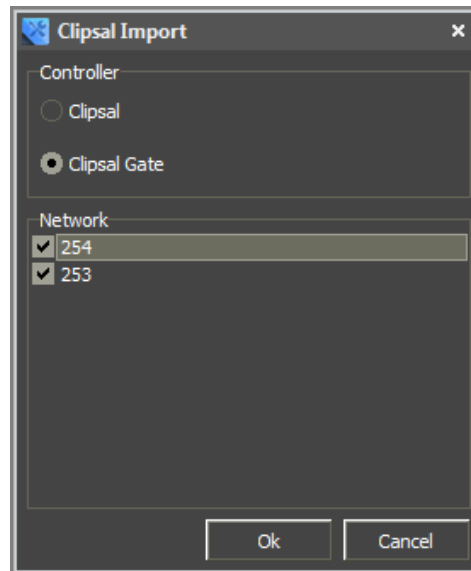 Clipsal Import
Controller
Clipsal
Clipsal Gate
Network
254
253
Ok Cancel